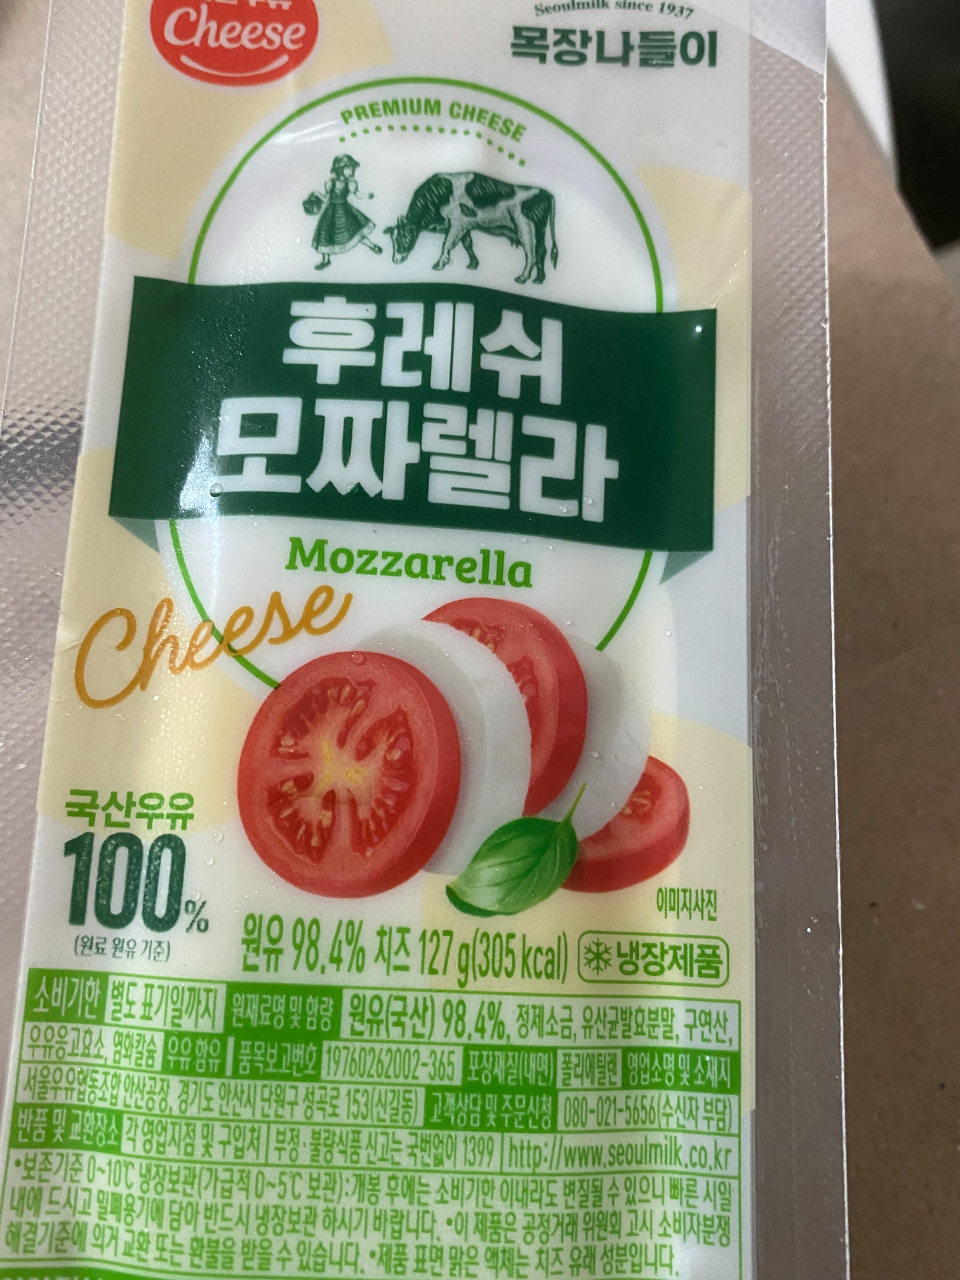 Cheese
Seoulmilk since 1937
목장나들이
PREMIUM CHEESE
후레쉬
모짜렐라
Mozzarella
Cheese
국산우유
100%
(원료 원유 기준)
이미지사진
원유 98.4% 치즈 127g(305 kcal) 냉장제품
소비기한 별도 표기일까지 원재료명 및 함량 원유(국산) 98.4%, 정제소금, 유산균발효분말, 구연산,
우유응고효소, 염화칼슘 우유 함유 품목보고번호 19760262002-365 포장재질(내면) 폴리에틸렌 영업소명 및 소재지
서울우유협동조합 안산공장, 경기도 안산시 단원구 성곡로 153(신길동) 고객상담 및 주문신청 080-021-5656(수신자 부담)
반품 및 교환장소 각 영업지점 및 구입처 부정·불량식품 신고는 국번없이 1399 http://www.seoulmilk.co.kr
•보존기준 0~10℃ 냉장보관(가급적 0~5℃ 보관):개봉 후에는 소비기한 이내라도 변질될 수 있으니 빠른 시일
내에 드시고 밀폐용기에 담아 반드시 냉장보관 하시기 바랍니다. •이 제품은 공정거래 위원회 고시 소비자분쟁
해결기준에 의거 교환 또는 환불을 받을 수 있습니다. •제품 표면 맑은 액체는 치즈 유래 성분입니다.